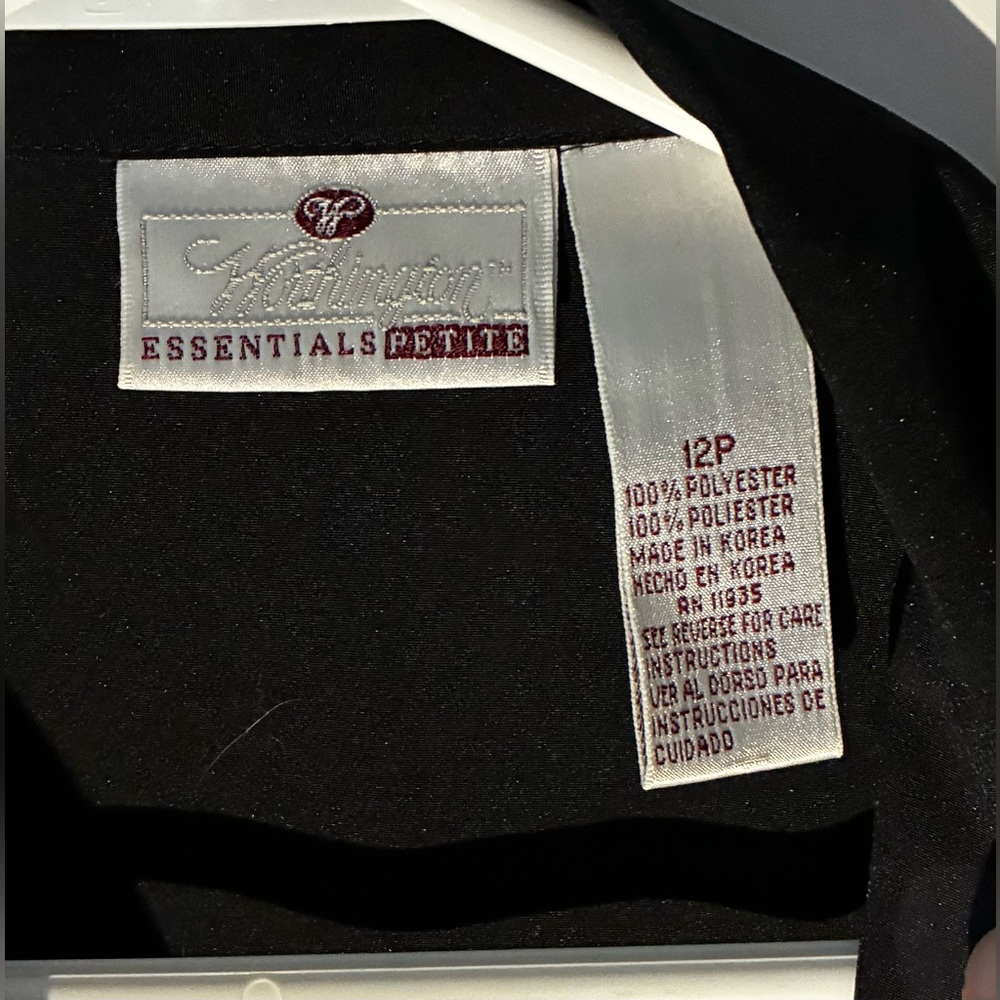 W
Worthington™
ESSENTIALS PETITE
12P
100% POLYESTER
100% POLIESTER
MADE IN KOREA
HECHO EN KOREA
RN 11935
SEE REVERSE FOR CARE
INSTRUCTIONS
VER AL DORSO PARA
INSTRUCCIONES DE
CUIDADO